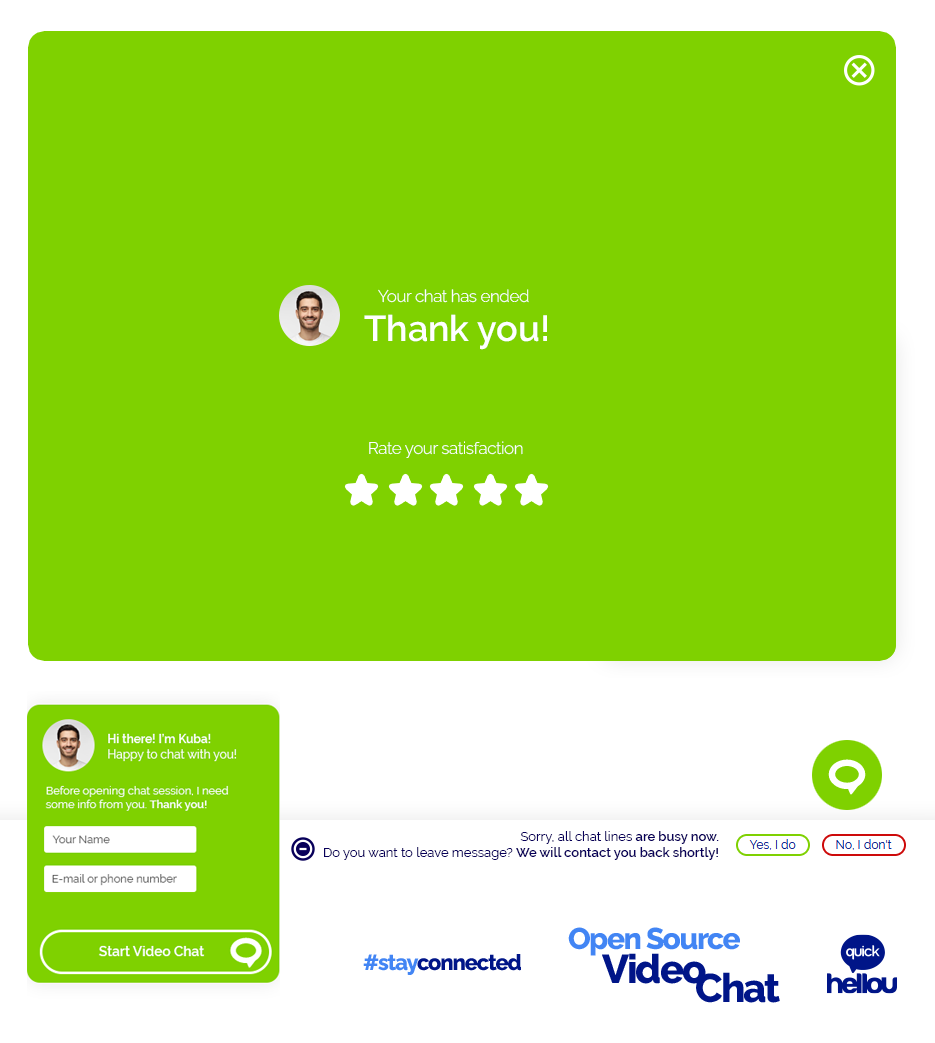 Your chat has ended
Thank you!
Rate your satisfaction
Hi there! I'm Kuba!
Happy to chat with you!
Before opening chat session, I need
some info from you. Thank you!
Your Name
E-mail or phone number
Start Video Chat
Sorry, all chat lines are busy now.
Do you want to leave message? We will contact you back shortly!
Yes, I do
No, I don't
#stayconnected
Open Source
Video
Chat
quick
hellou